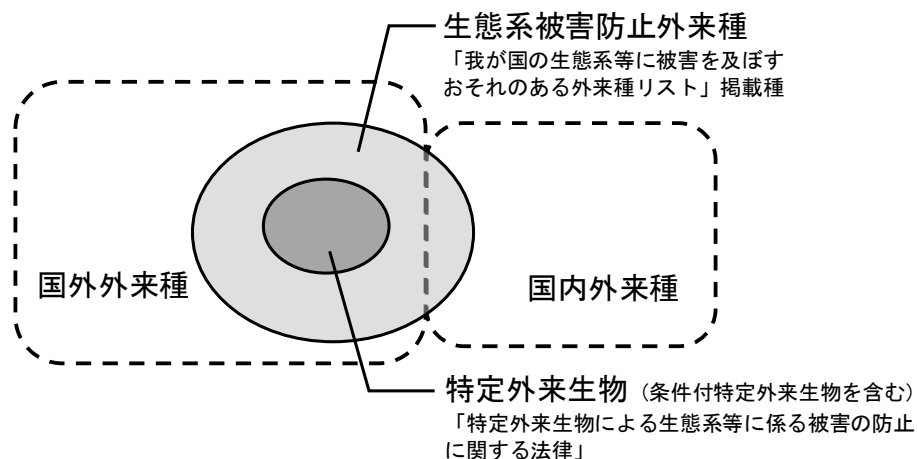 生態系被害防止外来種
「我が国の生態系等に被害を及ぼす
おそれのある外来種リスト」掲載種
国外外来種
国内外来種
特定外来生物(条件付特定外来生物を含む)
「特定外来生物による生態系等に係る被害の防止
に関する法律」